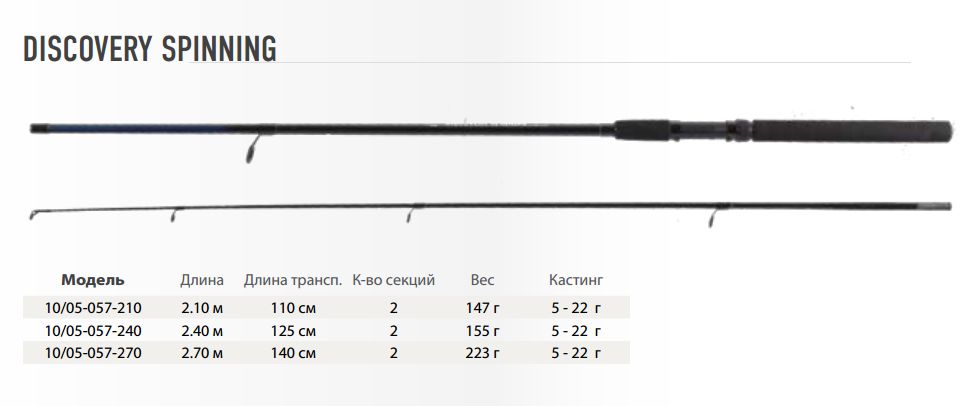 DISCOVERY SPINNING
Модель Длина Длина трансп. К-во секций Вес Кастинг
10/05-057-210 2.10 м 110 см 2 147 г 5 - 22 г
10/05-057-240 2.40 м 125 см 2 155 г 5 - 22 г
10/05-057-270 2.70 м 140 см 2 223 г 5 - 22 г